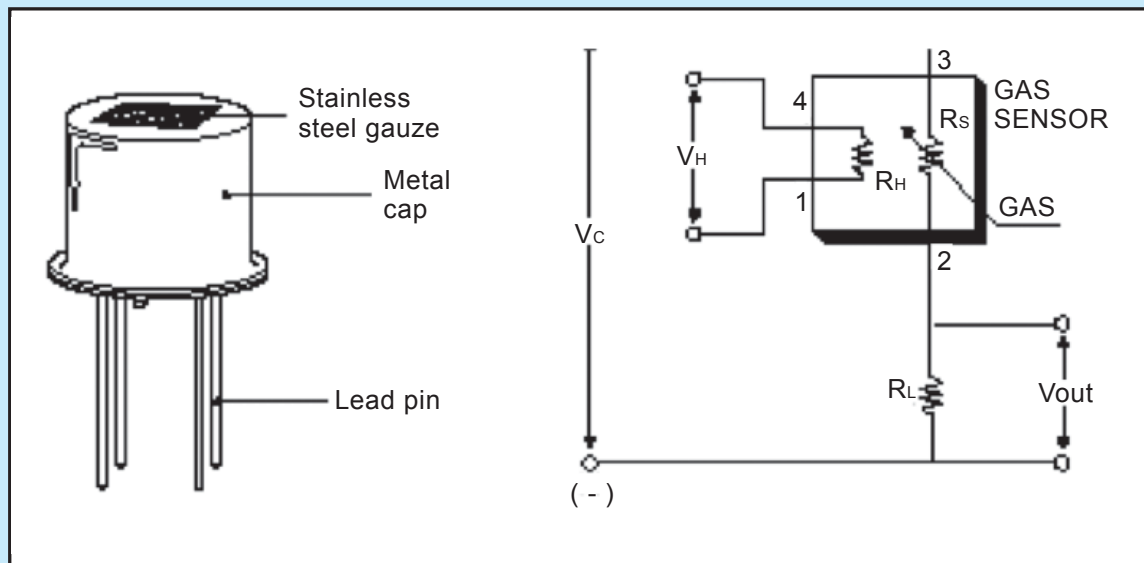 Stainless
steel gauze
Metal
cap
Lead pin
3
4
GAS
SENSOR
RS
VH
RH
1
GAS
VC
2
RL
Vout
( - )